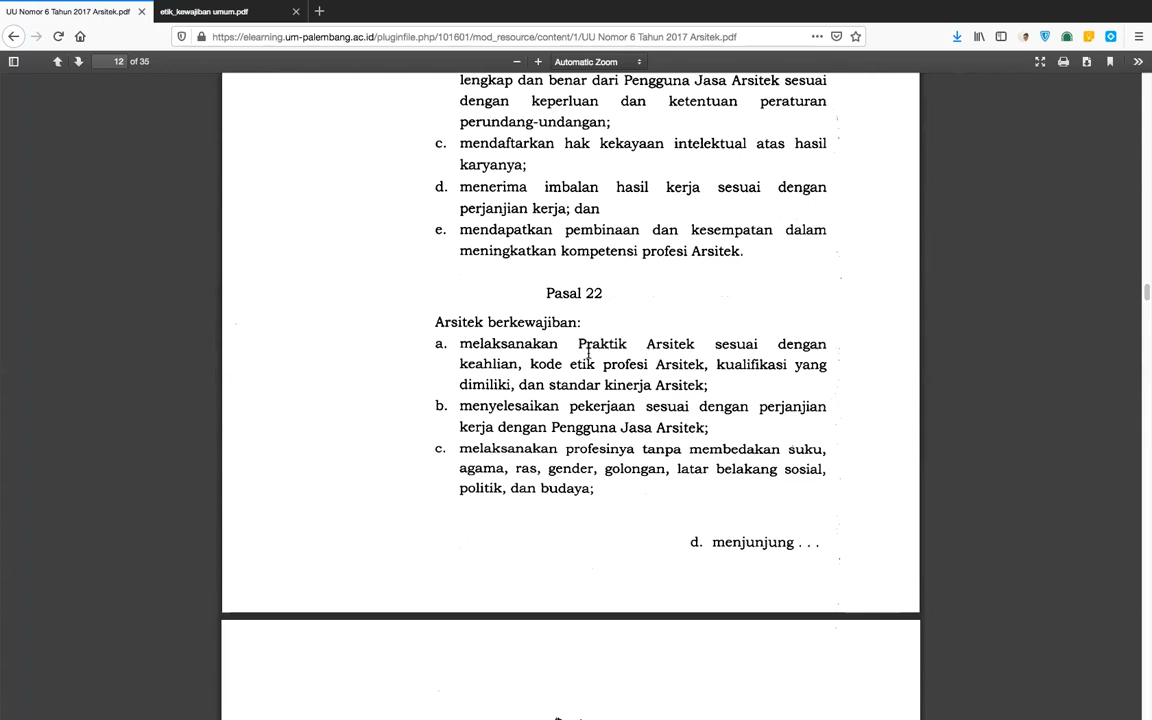 UU Nomor 6 Tahun 2017 Arsitek.pdf
etik_kewajiban umum.pdf
https://elearning.um-palembang.ac.id/pluginfile.php/101601/mod_resource/content/1/UU Nomor 6 Tahun 2017 Arsitek.pdf
12 of 35
Automatic Zoom
lengkap dan benar dari Pengguna Jasa Arsitek sesuai
dengan keperluan dan ketentuan peraturan
perundang-undangan;
c. mendaftarkan hak kekayaan intelektual atas hasil
karyanya;
d. menerima imbalan hasil kerja sesuai dengan
perjanjian kerja; dan
e. mendapatkan pembinaan dan kesempatan dalam
meningkatkan kompetensi profesi Arsitek.
Pasal 22
Arsitek berkewajiban:
a. melaksanakan Praktik Arsitek sesuai dengan
keahlian, kode etik profesi Arsitek, kualifikasi yang
dimiliki, dan standar kinerja Arsitek;
b. menyelesaikan pekerjaan sesuai dengan perjanjian
kerja dengan Pengguna Jasa Arsitek;
c. melaksanakan profesinya tanpa membedakan suku,
agama, ras, gender, golongan, latar belakang sosial,
politik, dan budaya;
d. menjunjung . . .